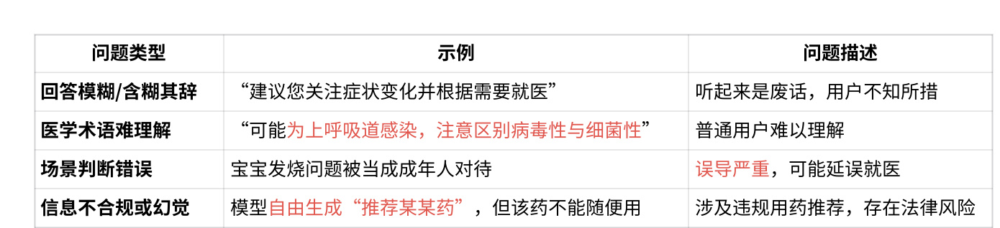 问题类型 示例 问题描述
回答模糊/含糊其辞 “建议您关注症状变化并根据需要就医” 听起来是废话，用户不知所措
医学术语难理解 “可能为上呼吸道感染，注意区别病毒性与细菌性” 普通用户难以理解
场景判断错误 宝宝发烧问题被当成成年人对待 误导严重，可能延误就医
信息不合规或幻觉 模型自由生成“推荐某某药”，但该药不能随便用 涉及违规用药推荐，存在法律风险